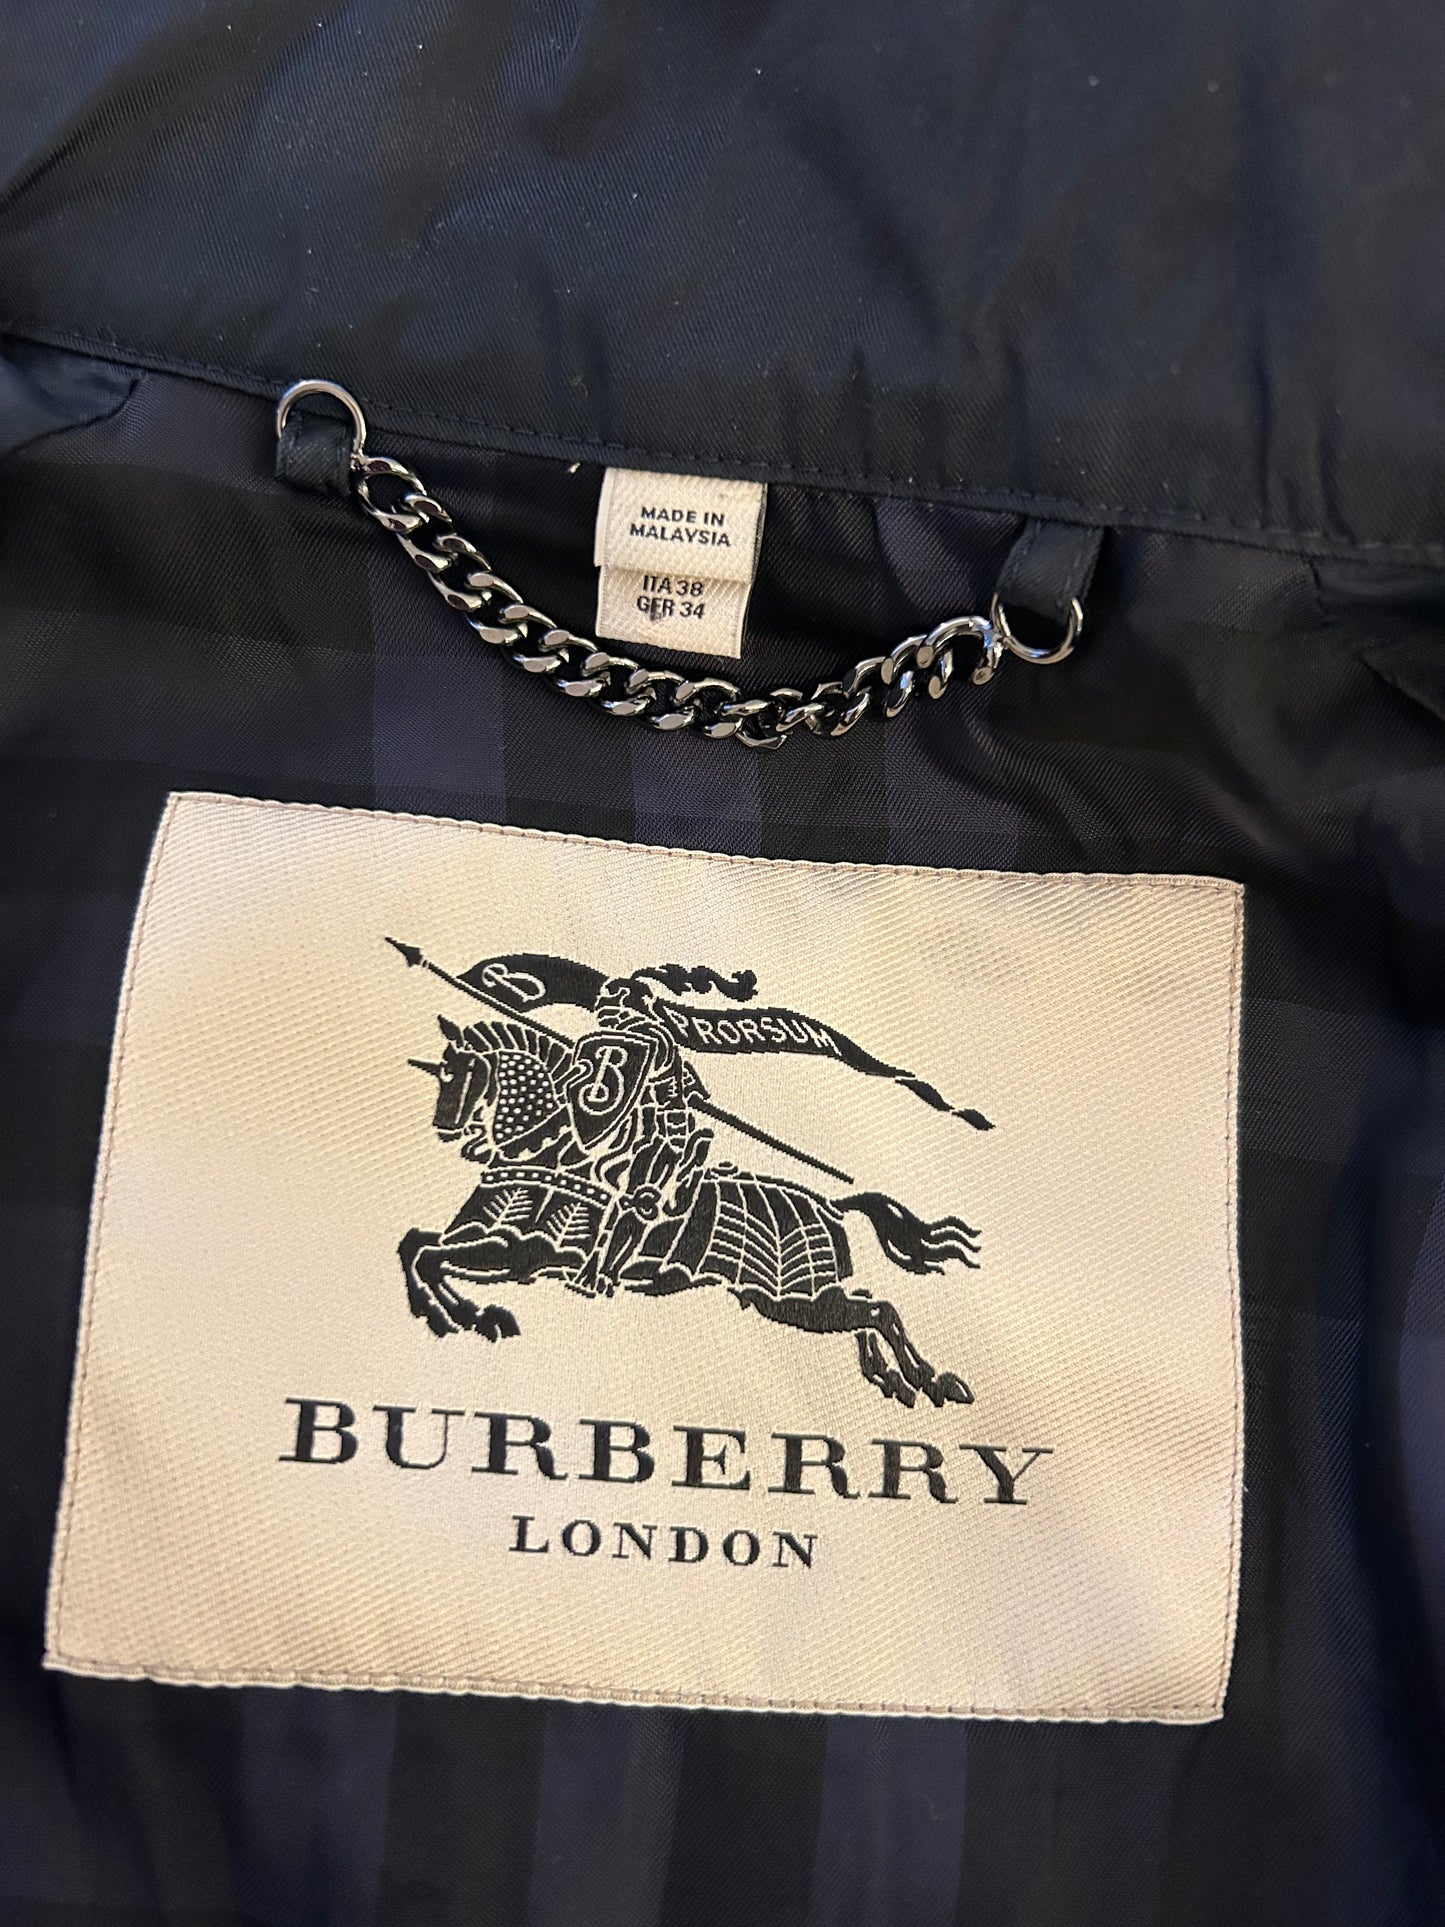 MADE IN
MALAYSIA
ITA 38
GER 34
B
PRORSUM
B
BURBERRY
LONDON